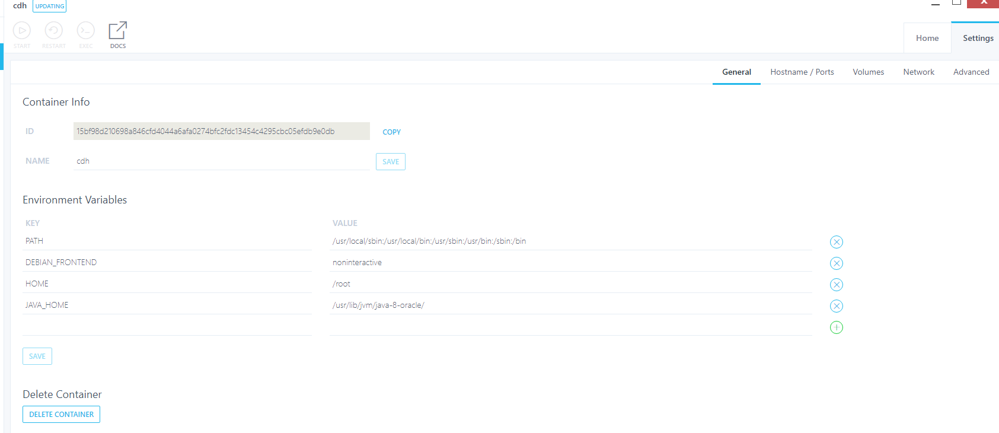 cdh UPDATING
START RESTART EXEC DOCS
Home Settings
General Hostname / Ports Volumes Network Advanced
Container Info
ID 15bf98d210698a846cfd4044a6afa0274bfc2fdc13454c4295cbc05efdb9e0db COPY
NAME cdh SAVE
Environment Variables
KEY VALUE
PATH /usr/local/sbin:/usr/local/bin:/usr/sbin:/usr/bin:/sbin:/bin
DEBIAN_FRONTEND noninteractive
HOME /root
JAVA_HOME /usr/lib/jvm/java-8-oracle/
SAVE
Delete Container
DELETE CONTAINER